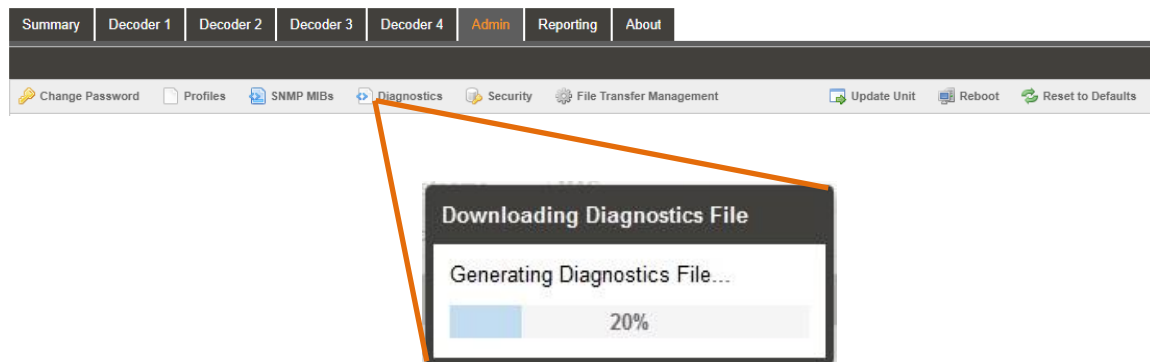 Summary Decoder 1 Decoder 2 Decoder 3 Decoder 4 Admin Reporting About
Change Password Profiles SNMP MIBs Diagnostics Security File Transfer Management Update Unit Reboot Reset to Defaults
Downloading Diagnostics File
Generating Diagnostics File...
20%